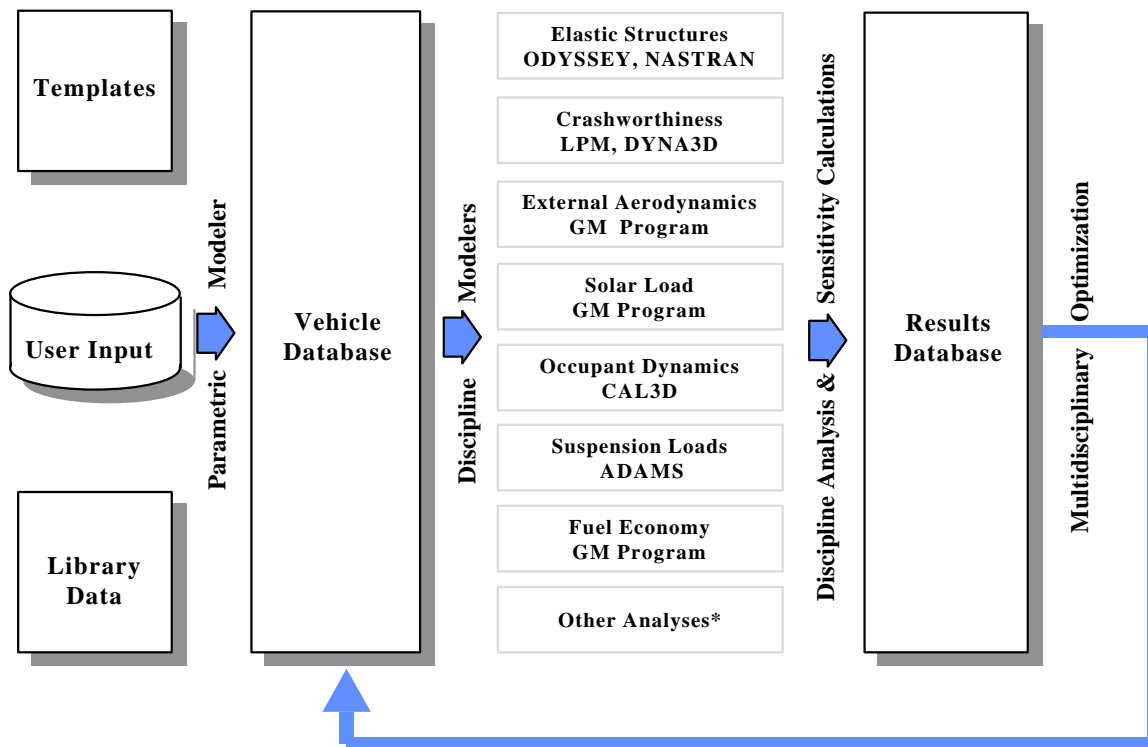 Templates
User Input
Library
Data
Parametric Modeler
Vehicle
Database
Discipline Modelers
Elastic Structures
ODYSSEY, NASTRAN
Crashworthiness
LPM, DYNA3D
External Aerodynamics
GM Program
Solar Load
GM Program
Occupant Dynamics
CAL3D
Suspension Loads
ADAMS
Fuel Economy
GM Program
Other Analyses*
Discipline Analysis & Sensitivity Calculations
Results
Database
Multidisciplinary Optimization